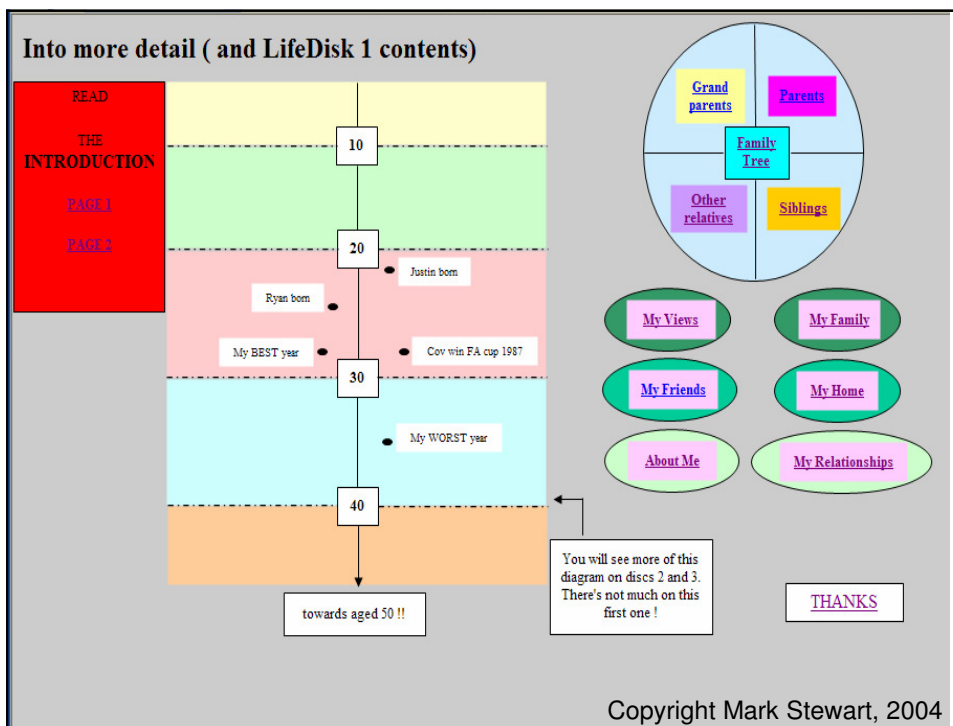 Into more detail ( and LifeDisk 1 contents)
READ
THE
INTRODUCTION
PAGE 1
PAGE 2
10
20
Justin born
Ryan born
My BEST year
Cov win FA cup 1987
30
My WORST year
40
towards aged 50 !!
You will see more of this
diagram on discs 2 and 3.
There's not much on this
first one !
Grand
parents
Parents
Family
Tree
Other
relatives
Siblings
My Views
My Family
My Friends
My Home
About Me
My Relationships
THANKS
Copyright Mark Stewart, 2004